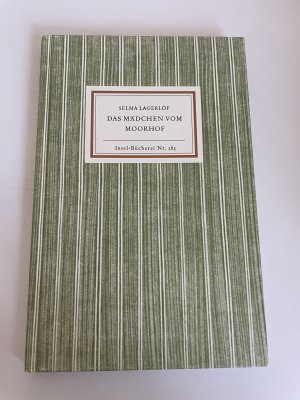 SELMA LAGERLÖF
DAS MÄDCHEN VOM
MOORHOF
Insel-Bücherei Nr. 285